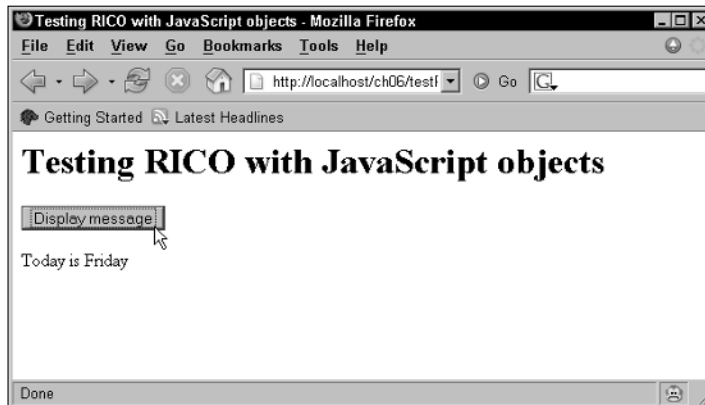 Testing RICO with JavaScript objects - Mozilla Firefox
File Edit View Go Bookmarks Tools Help
http://localhost/ch06/test Go G
Getting Started Latest Headlines
Testing RICO with JavaScript objects
Display message
Today is Friday
Done